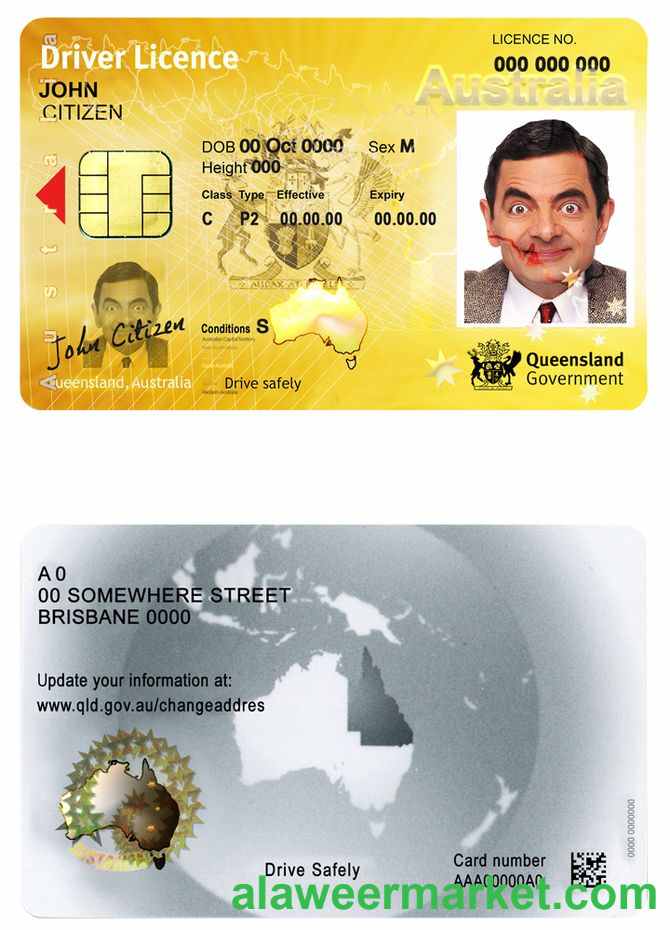 Driver Licence
LICENCE NO.
000 000 000
JOHN
CITIZEN
Australia
Australia
DOB 00 Oct 0000 Sex M
Height 000
Class Type Effective Expiry
C P2 00.00.00 00.00.00
John Citizen
Conditions S
Queensland, Australia
Drive safely
Queensland
Government
A 0
00 SOMEWHERE STREET
BRISBANE 0000
Update your information at:
www.qld.gov.au/changeaddres
0000 0000000
Drive Safely
Card number
AAA00000A0
alaweermarket.com